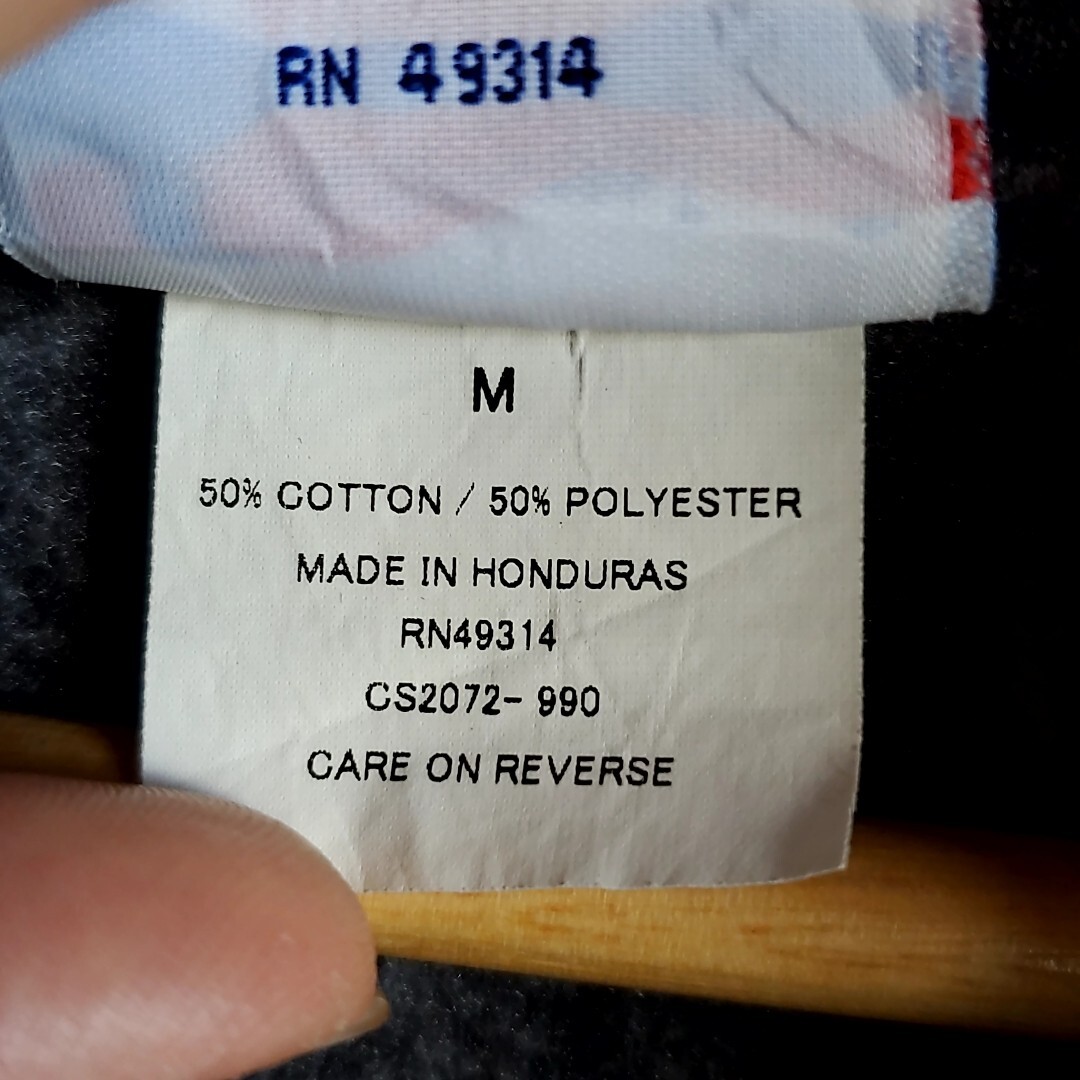 RN 49314
M
50% COTTON / 50% POLYESTER
MADE IN HONDURAS
RN49314
CS2072- 990
CARE ON REVERSE